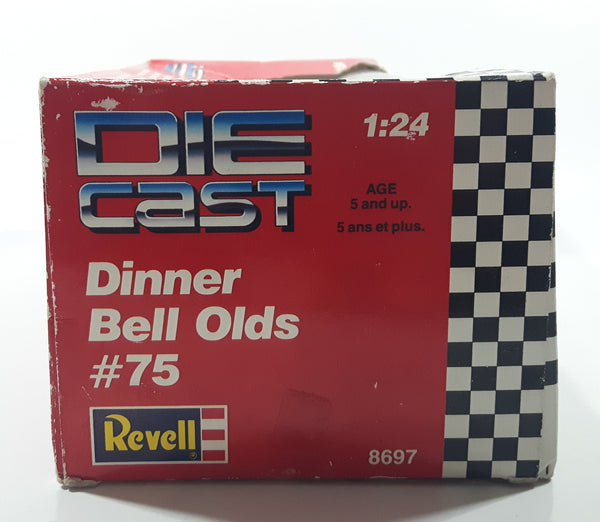 DIE
cast
1:24
AGE
5 and up.
5 ans et plus.
Dinner
Bell Olds
#75
Revell
8697